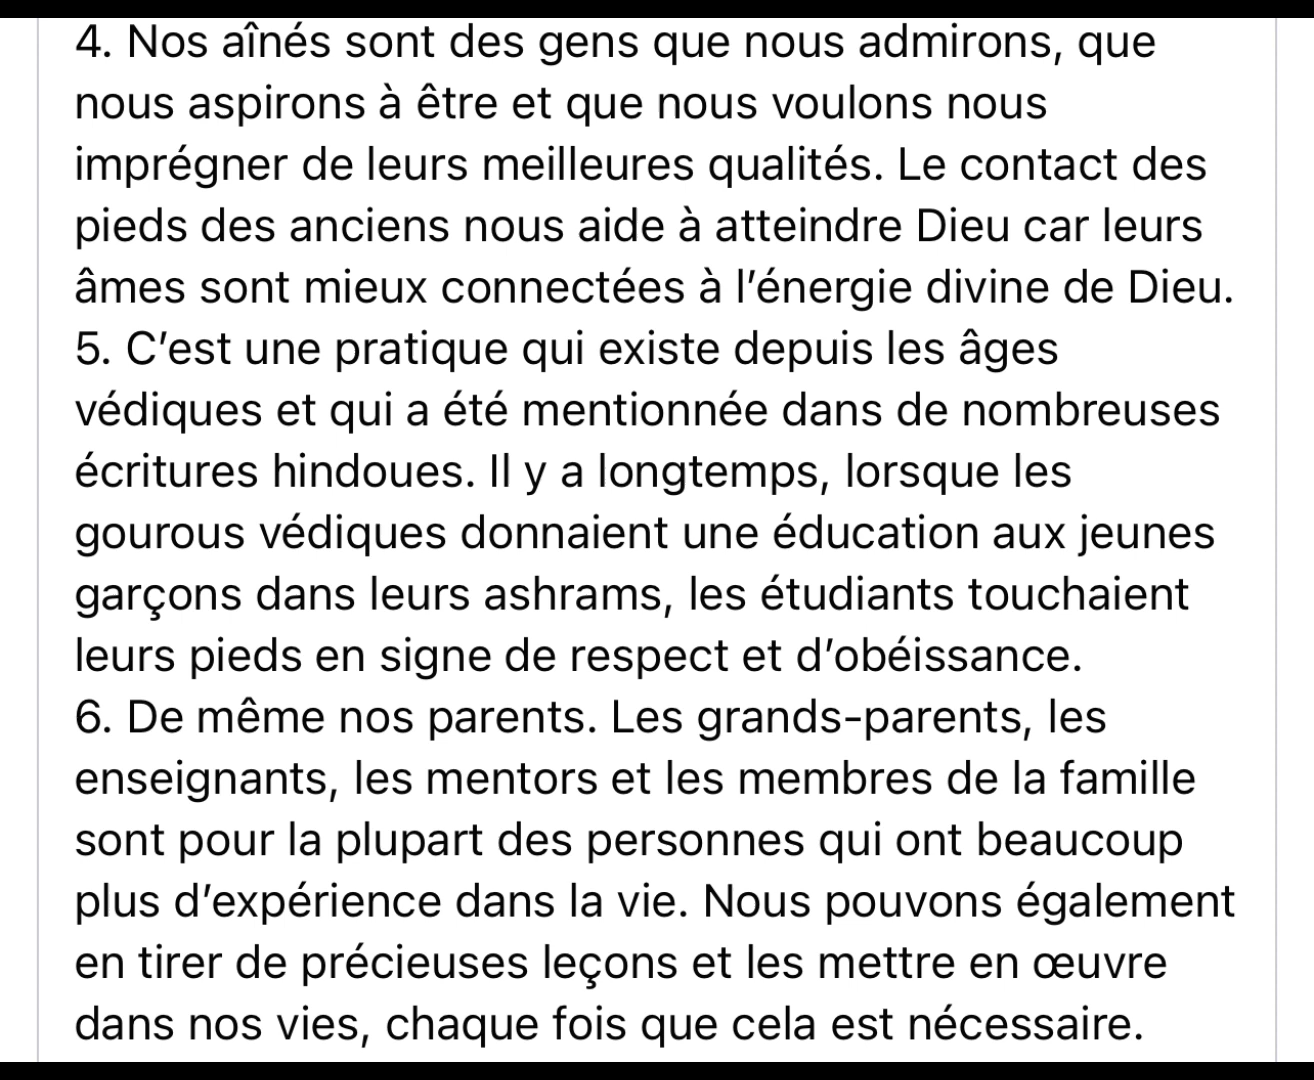 4. Nos aînés sont des gens que nous admirons, que
nous aspirons à être et que nous voulons nous
imprégner de leurs meilleures qualités. Le contact des
pieds des anciens nous aide à atteindre Dieu car leurs
âmes sont mieux connectées à l’énergie divine de Dieu.
5. C’est une pratique qui existe depuis les âges
védiques et qui a été mentionnée dans de nombreuses
écritures hindoues. Il y a longtemps, lorsque les
gourous védiques donnaient une éducation aux jeunes
garçons dans leurs ashrams, les étudiants touchaient
leurs pieds en signe de respect et d’obéissance.
6. De même nos parents. Les grands-parents, les
enseignants, les mentors et les membres de la famille
sont pour la plupart des personnes qui ont beaucoup
plus d’expérience dans la vie. Nous pouvons également
en tirer de précieuses leçons et les mettre en œuvre
dans nos vies, chaque fois que cela est nécessaire.